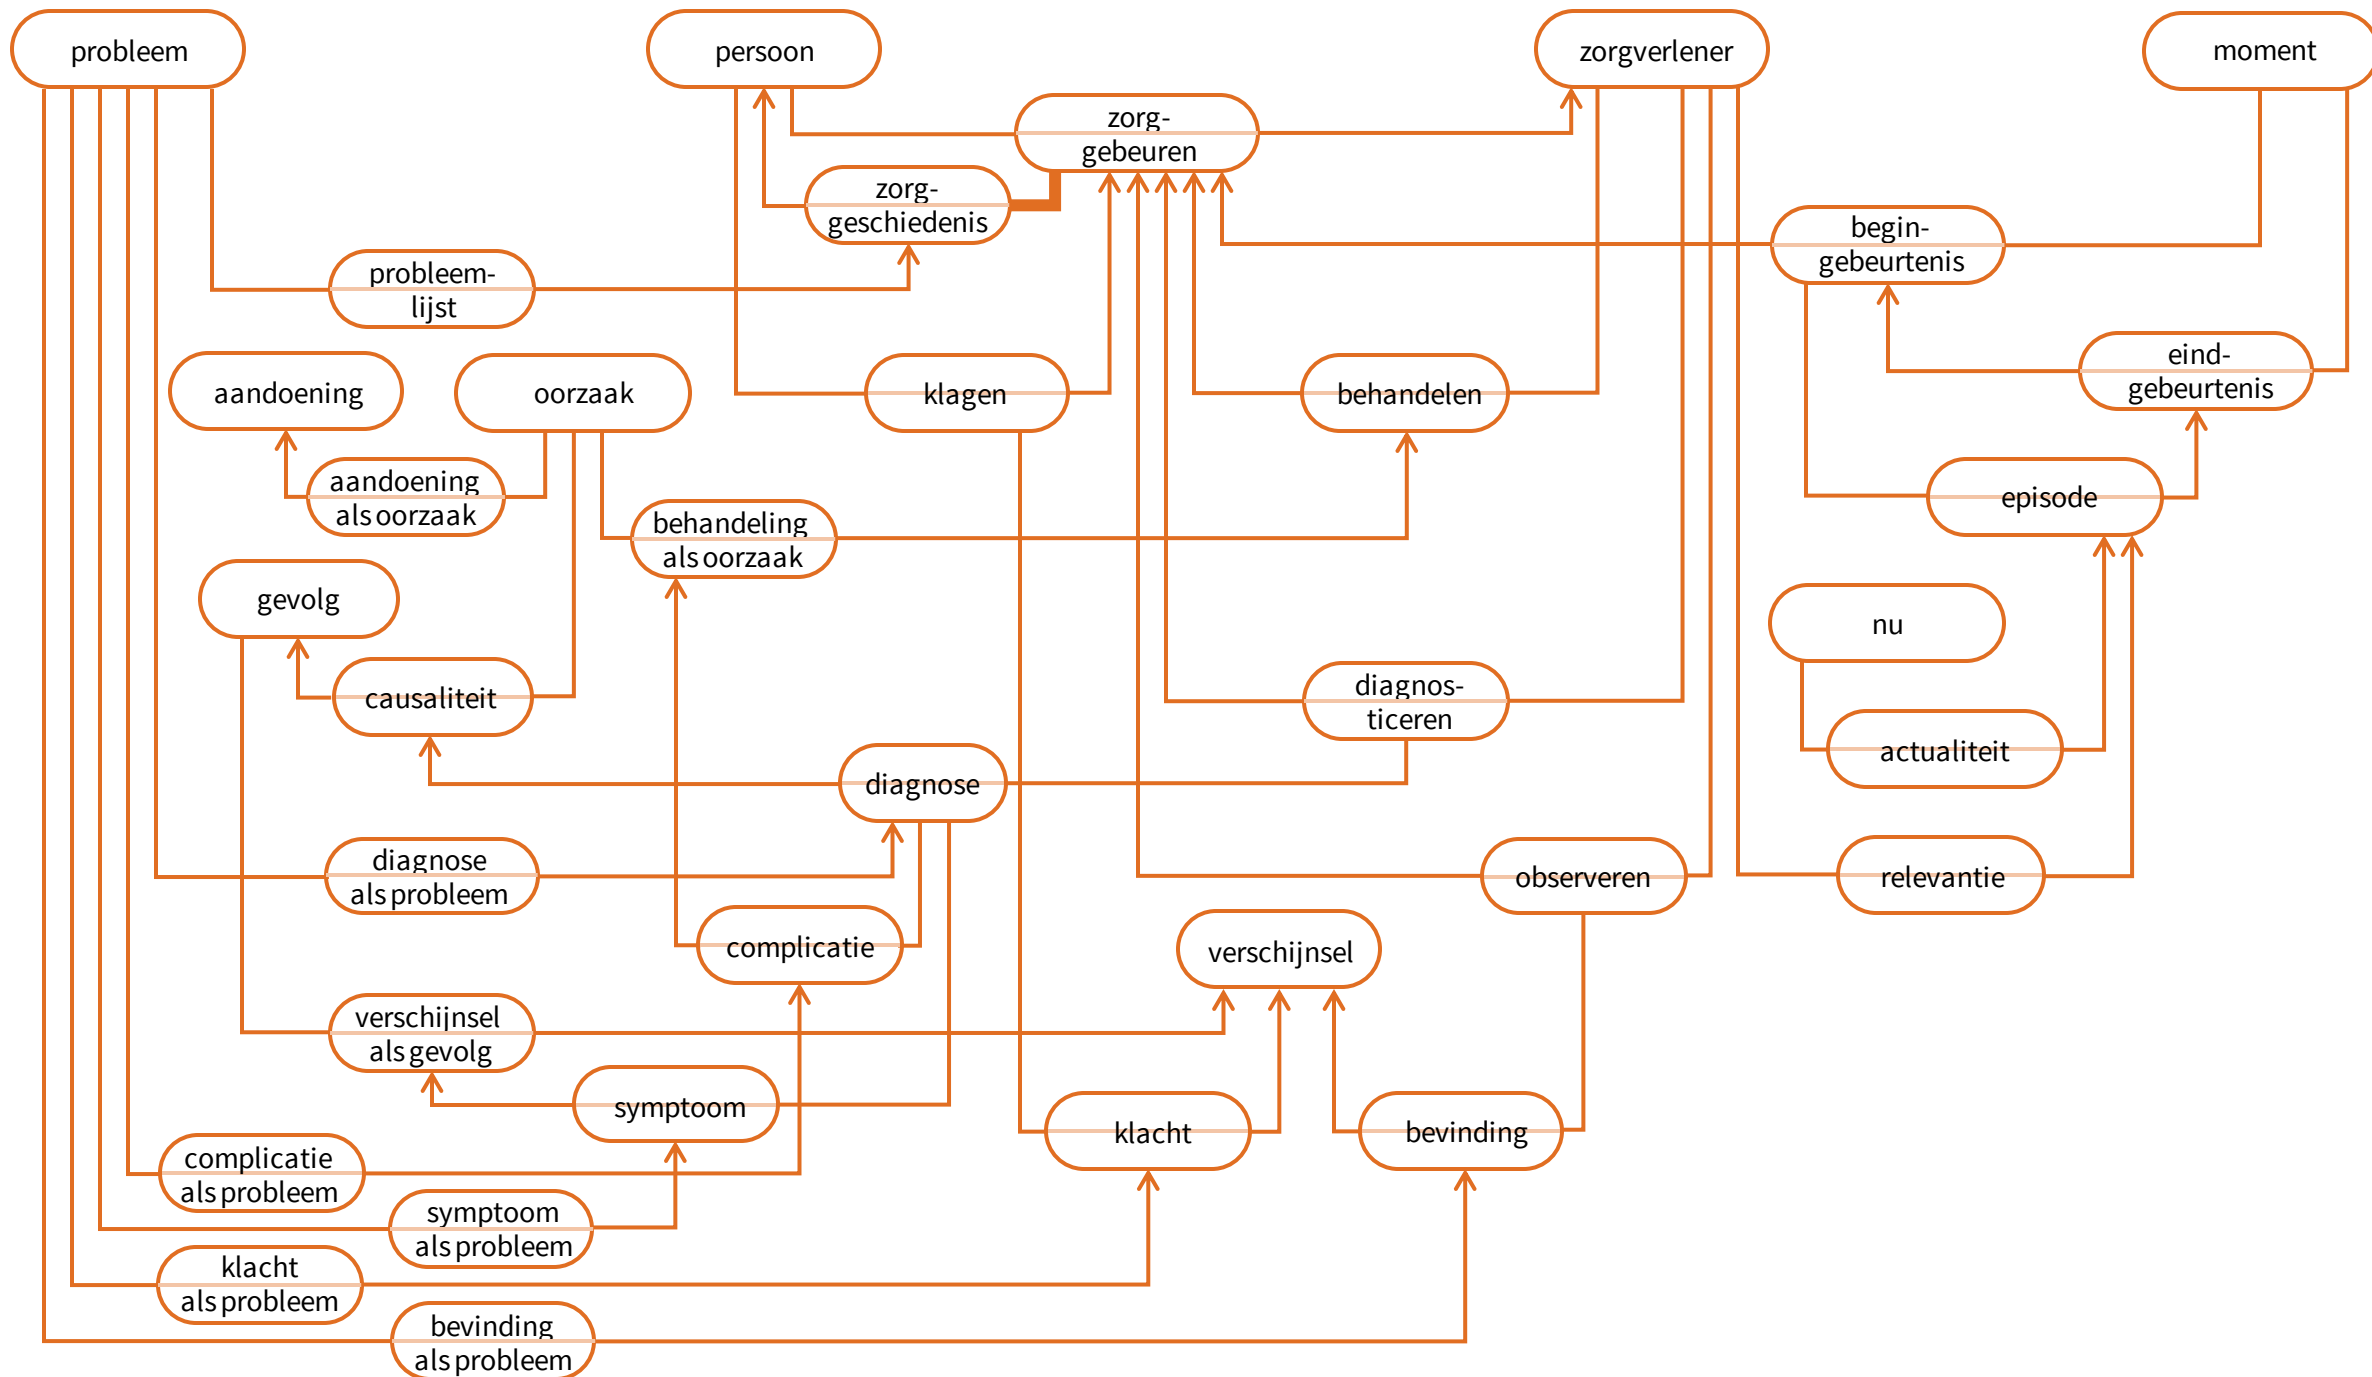 probleem
persoon
zorgverlener
moment
zorg-
gebeuren
zorg-
geschiedenis
begin-
gebeurtenis
probleem-
lijst
eind-
gebeurtenis
aandoening
oorzaak
klagen
behandelen
aandoening
als oorzaak
episode
behandeling
als oorzaak
gevolg
nu
causaliteit
diagnos-
ticeren
actualiteit
diagnose
diagnose
als probleem
observeren
relevantie
complicatie
verschijnsel
verschijnsel
als gevolg
symptoom
klacht
bevinding
complicatie
als probleem
symptoom
als probleem
klacht
als probleem
bevinding
als probleem